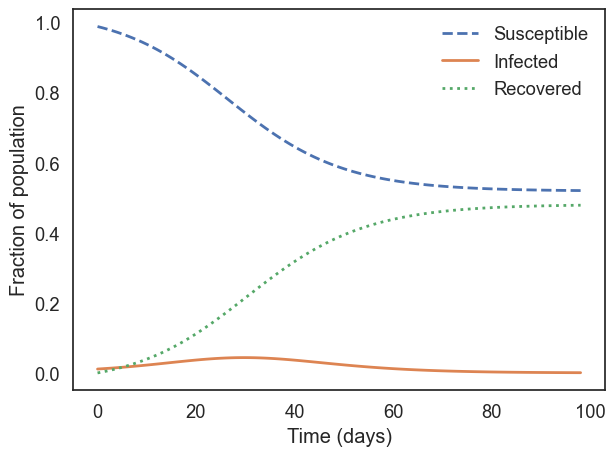 Fraction of population
1.0
0.8
0.6
0.4
0.2
0.0
Susceptible
Infected
Recovered
0 20 40 60 80 100
Time (days)